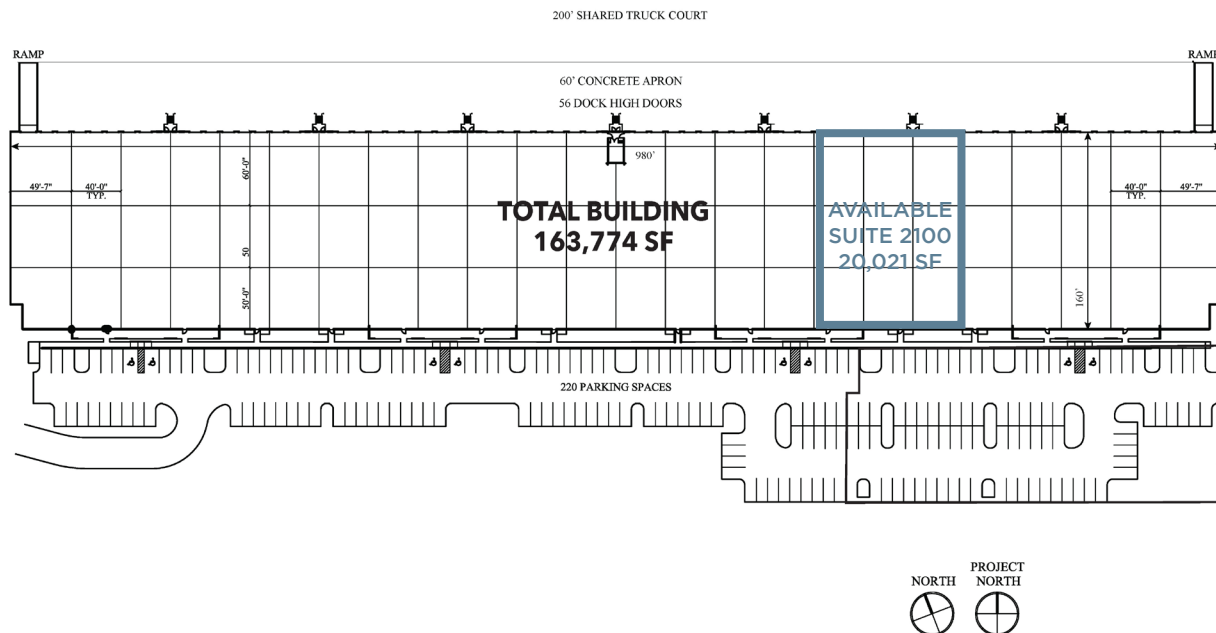 200' SHARED TRUCK COURT
RAMP
RAMP
60' CONCRETE APRON
56 DOCK HIGH DOORS
980'
60'-0"
49'-7"
40'-0"
TYP.
40'-0"
TYP.
49'-7"
TOTAL BUILDING
163,774 SF
AVAILABLE
SUITE 2100
20,021 SF
50
50'-0"
160'
220 PARKING SPACES
NORTH
PROJECT
NORTH